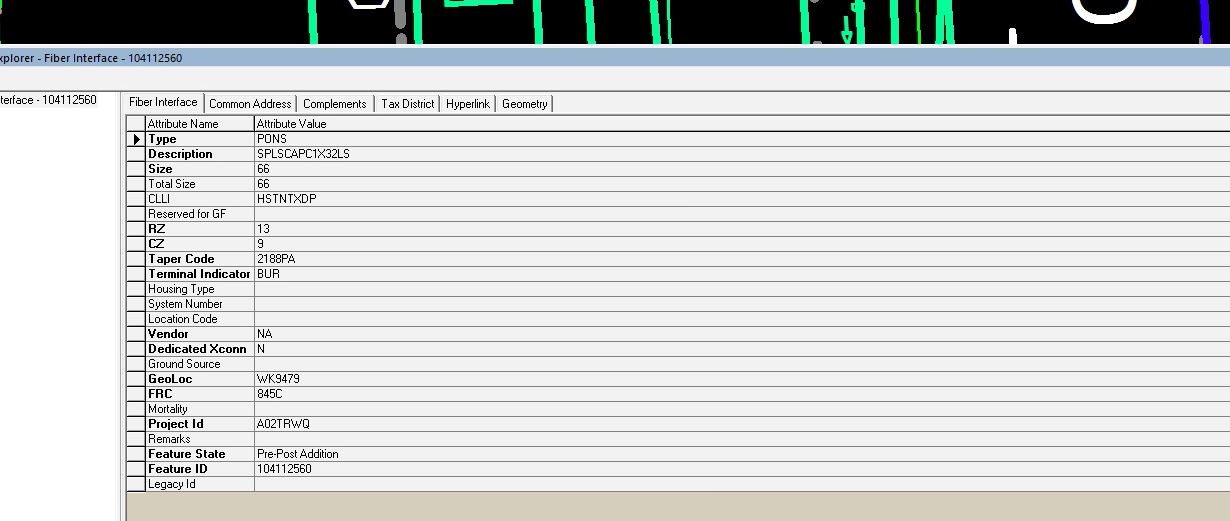 xplorer - Fiber Interface - 104112560
terface - 104112560
Fiber Interface Common Address Complements Tax District Hyperlink Geometry
Attribute Name Attribute Value
Type PONS
Description SPLSCAPC1X32LS
Size 66
Total Size 66
CLLI HSTNTXDP
Reserved for GF
RZ 13
CZ 9
Taper Code 2188PA
Terminal Indicator BUR
Housing Type
System Number
Location Code
Vendor NA
Dedicated Xconn N
Ground Source
GeoLoc WK9479
FRC 845C
Mortality
Project Id A02TRWQ
Remarks
Feature State Pre-Post Addition
Feature ID 104112560
Legacy Id